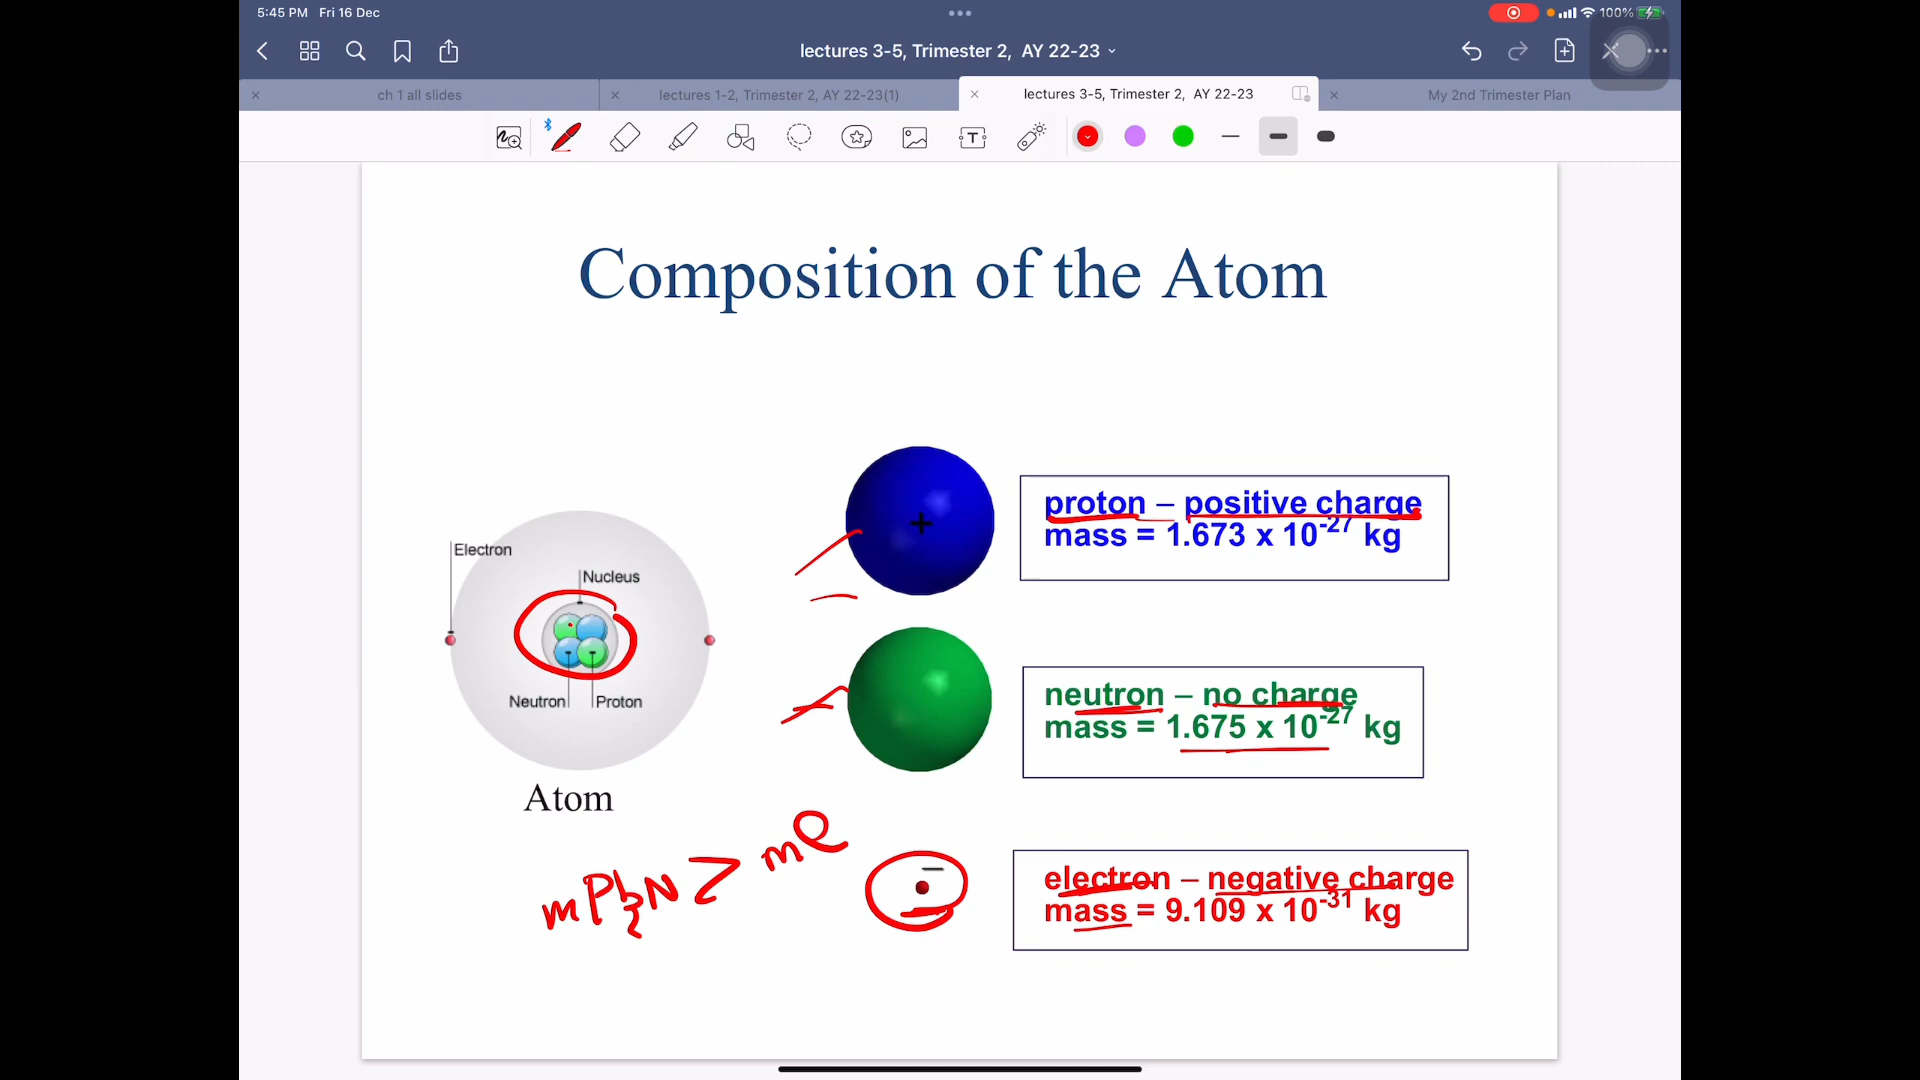 5:45 PM Fri 16 Dec
100%
lectures 3-5, Trimester 2, AY 22-23
ch 1 all slides
lectures 1-2, Trimester 2, AY 22-23(1)
lectures 3-5, Trimester 2, AY 22-23
My 2nd Trimester Plan
Composition of the Atom
+
proton – positive charge
mass = 1.673 x 10⁻²⁷ kg
Electron
Nucleus
Neutron
Proton
Atom
neutron – no charge
mass = 1.675 x 10⁻²⁷ kg
mP & N > me
–
electron – negative charge
mass = 9.109 x 10⁻³¹ kg